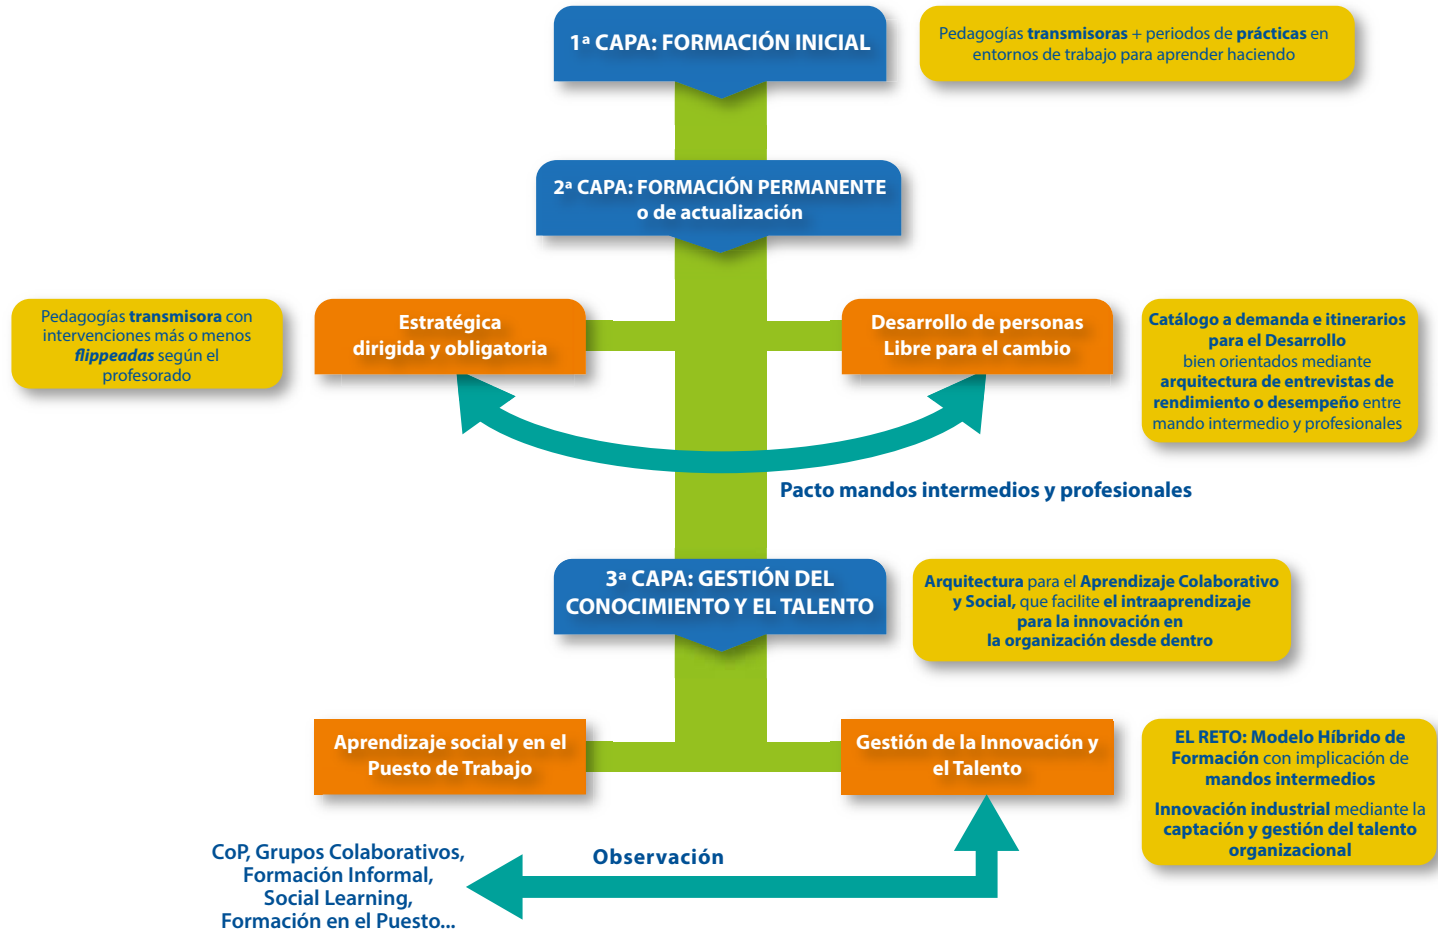 1ª CAPA: FORMACIÓN INICIAL
Pedagogías transmisoras + periodos de prácticas en
entornos de trabajo para aprender haciendo
2ª CAPA: FORMACIÓN PERMANENTE
o de actualización
Pedagogías transmisora con
intervenciones más o menos
flippeadas según el
profesorado
Estratégica
dirigida y obligatoria
Desarrollo de personas
Libre para el cambio
Catálogo a demanda e itinerarios
para el Desarrollo
bien orientados mediante
arquitectura de entrevistas de
rendimiento o desempeño entre
mando intermedio y profesionales
Pacto mandos intermedios y profesionales
3ª CAPA: GESTIÓN DEL
CONOCIMIENTO Y EL TALENTO
Arquitectura para el Aprendizaje Colaborativo
y Social, que facilite el intraaprendizaje
para la innovación en
la organización desde dentro
Aprendizaje social y en el
Puesto de Trabajo
Gestión de la Innovación y
el Talento
EL RETO: Modelo Híbrido de
Formación con implicación de
mandos intermedios
Innovación industrial mediante la
captación y gestión del talento
organizacional
CoP, Grupos Colaborativos,
Formación Informal,
Social Learning,
Formación en el Puesto...
Observación